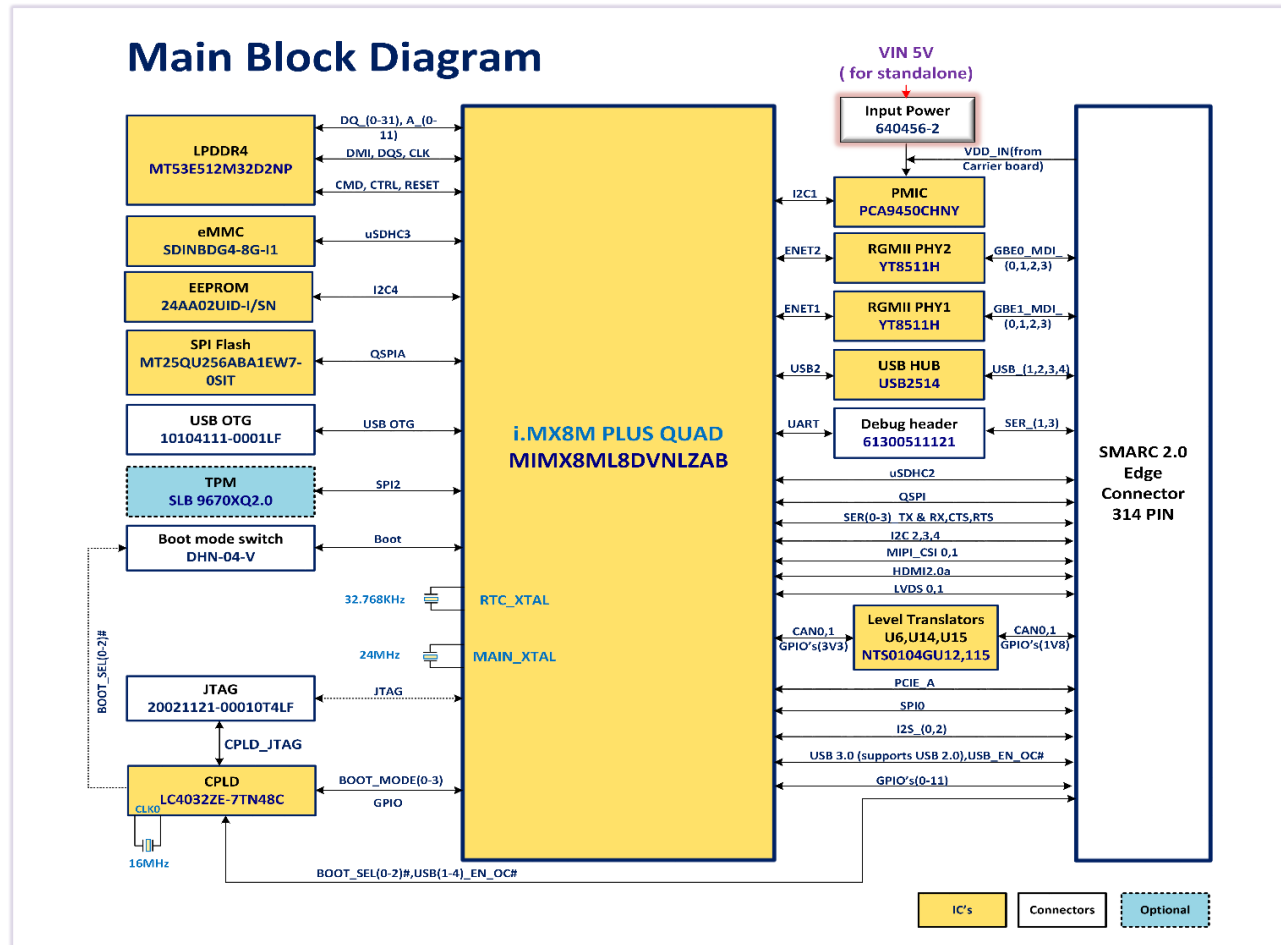 Main Block Diagram
VIN 5V
( for standalone)
Input Power
640456-2
VDD_IN(from
Carrier board)
LPDDR4
MT53E512M32D2NP
DQ_(0-31), A_(0-
11)
DMI, DQS, CLK
CMD, CTRL, RESET
eMMC
SDINBDG4-8G-I1
uSDHC3
EEPROM
24AA02UID-I/SN
I2C4
SPI Flash
MT25QU256ABA1EW7-
0SIT
QSPIA
USB OTG
10104111-0001LF
USB OTG
TPM
SLB 9670XQ2.0
SPI2
Boot mode switch
DHN-04-V
Boot
32.768KHz
RTC_XTAL
24MHz
MAIN_XTAL
BOOT_SEL(0-2)#
JTAG
20021121-00010T4LF
JTAG
CPLD_JTAG
CPLD
LC4032ZE-7TN48C
CLK0
16MHz
BOOT_MODE(0-3)
GPIO
BOOT_SEL(0-2)#,USB(1-4)_EN_OC#
i.MX8M PLUS QUAD
MIMX8ML8DVNLZAB
I2C1
PMIC
PCA9450CHNY
ENET2
RGMII PHY2
YT8511H
GBE0_MDI_
(0,1,2,3)
ENET1
RGMII PHY1
YT8511H
GBE1_MDI_
(0,1,2,3)
USB2
USB HUB
USB2514
USB_(1,2,3,4)
UART
Debug header
61300511121
SER_(1,3)
uSDHC2
QSPI
SER(0-3) TX & RX,CTS,RTS
I2C 2,3,4
MIPI_CSI 0,1
HDMI2.0a
LVDS 0,1
CAN0,1
GPIO's(3V3)
Level Translators
U6,U14,U15
NTS0104GU12,115
CAN0,1
GPIO's(1V8)
PCIE_A
SPI0
I2S_(0,2)
USB 3.0 (supports USB 2.0),USB_EN_OC#
GPIO's(0-11)
SMARC 2.0
Edge
Connector
314 PIN
IC's
Connectors
Optional